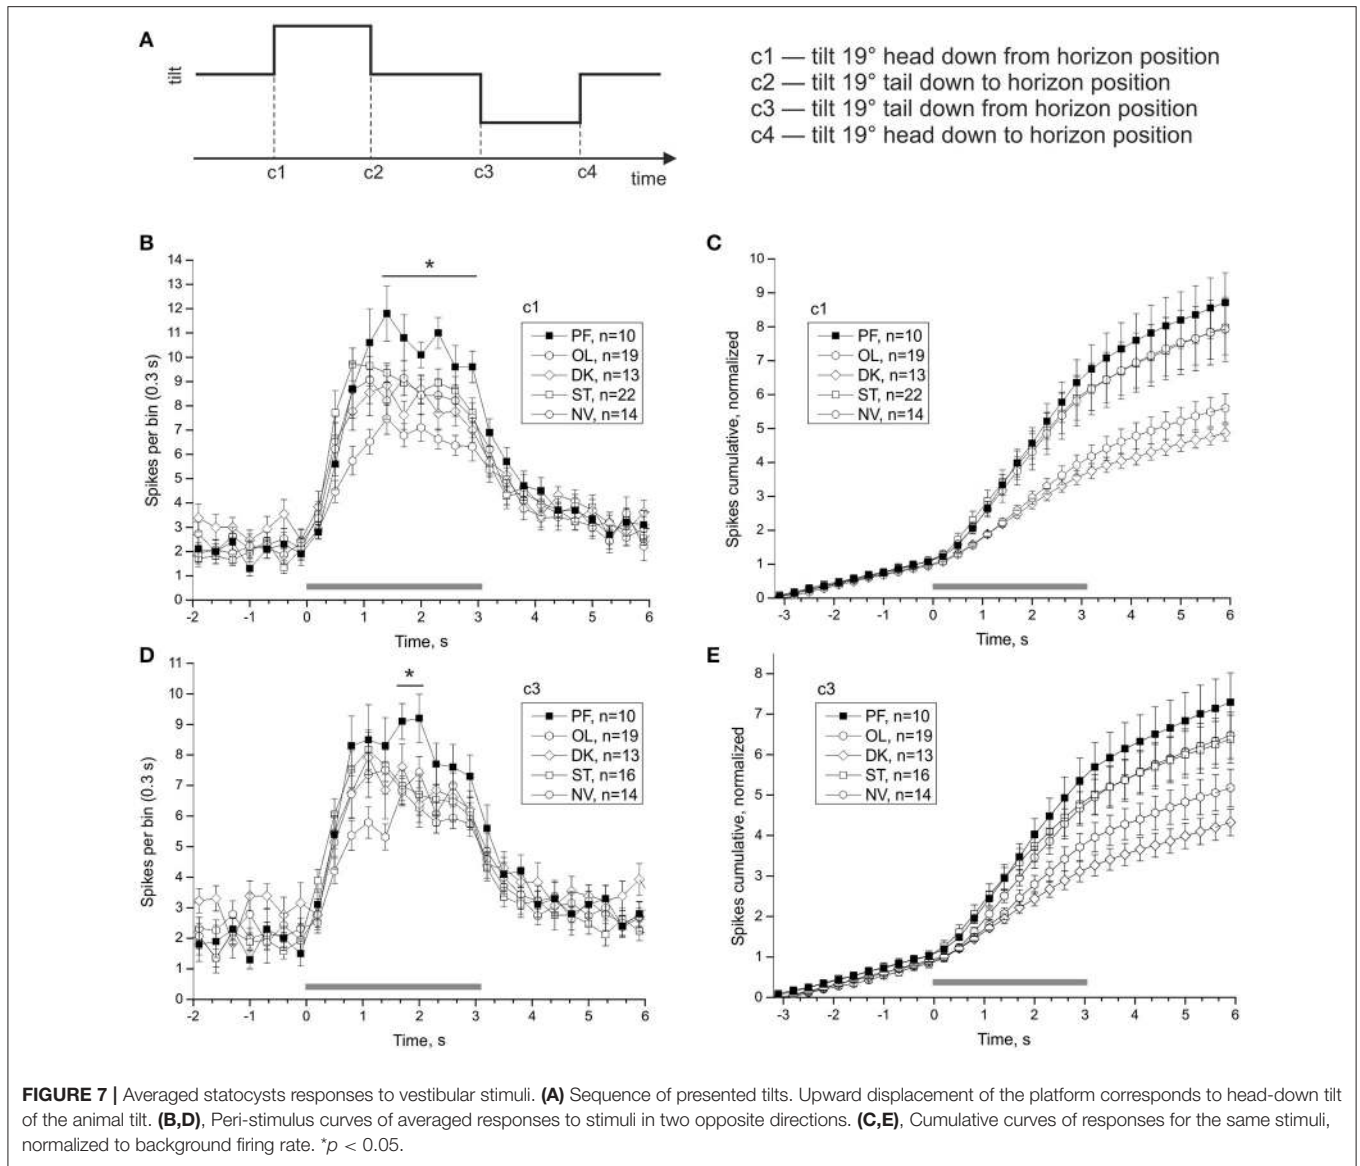 A
tilt
c1
c2
c3
c4
time
c1 — tilt 19° head down from horizon position
c2 — tilt 19° tail down to horizon position
c3 — tilt 19° tail down from horizon position
c4 — tilt 19° head down to horizon position
B
14
13
12
11
10
9
8
7
6
5
4
3
2
1
0
Spikes per bin (0.3 s)
*
c1
PF, n=10
OL, n=19
DK, n=13
ST, n=22
NV, n=14
-2 -1 0 1 2 3 4 5 6
Time, s
C
10
9
8
7
6
5
4
3
2
1
0
Spikes cumulative, normalized
c1
PF, n=10
OL, n=19
DK, n=13
ST, n=22
NV, n=14
-3 -2 -1 0 1 2 3 4 5 6
Time, s
D
11
10
9
8
7
6
5
4
3
2
1
0
Spikes per bin (0.3 s)
*
c3
PF, n=10
OL, n=19
DK, n=13
ST, n=16
NV, n=14
-2 -1 0 1 2 3 4 5 6
Time, s
E
8
7
6
5
4
3
2
1
0
Spikes cumulative, normalized
c3
PF, n=10
OL, n=19
DK, n=13
ST, n=16
NV, n=14
-3 -2 -1 0 1 2 3 4 5 6
Time, s
FIGURE 7 | Averaged statocysts responses to vestibular stimuli. (A) Sequence of presented tilts. Upward displacement of the platform corresponds to head-down tilt
of the animal tilt. (B,D), Peri-stimulus curves of averaged responses to stimuli in two opposite directions. (C,E), Cumulative curves of responses for the same stimuli,
normalized to background firing rate. *p < 0.05.